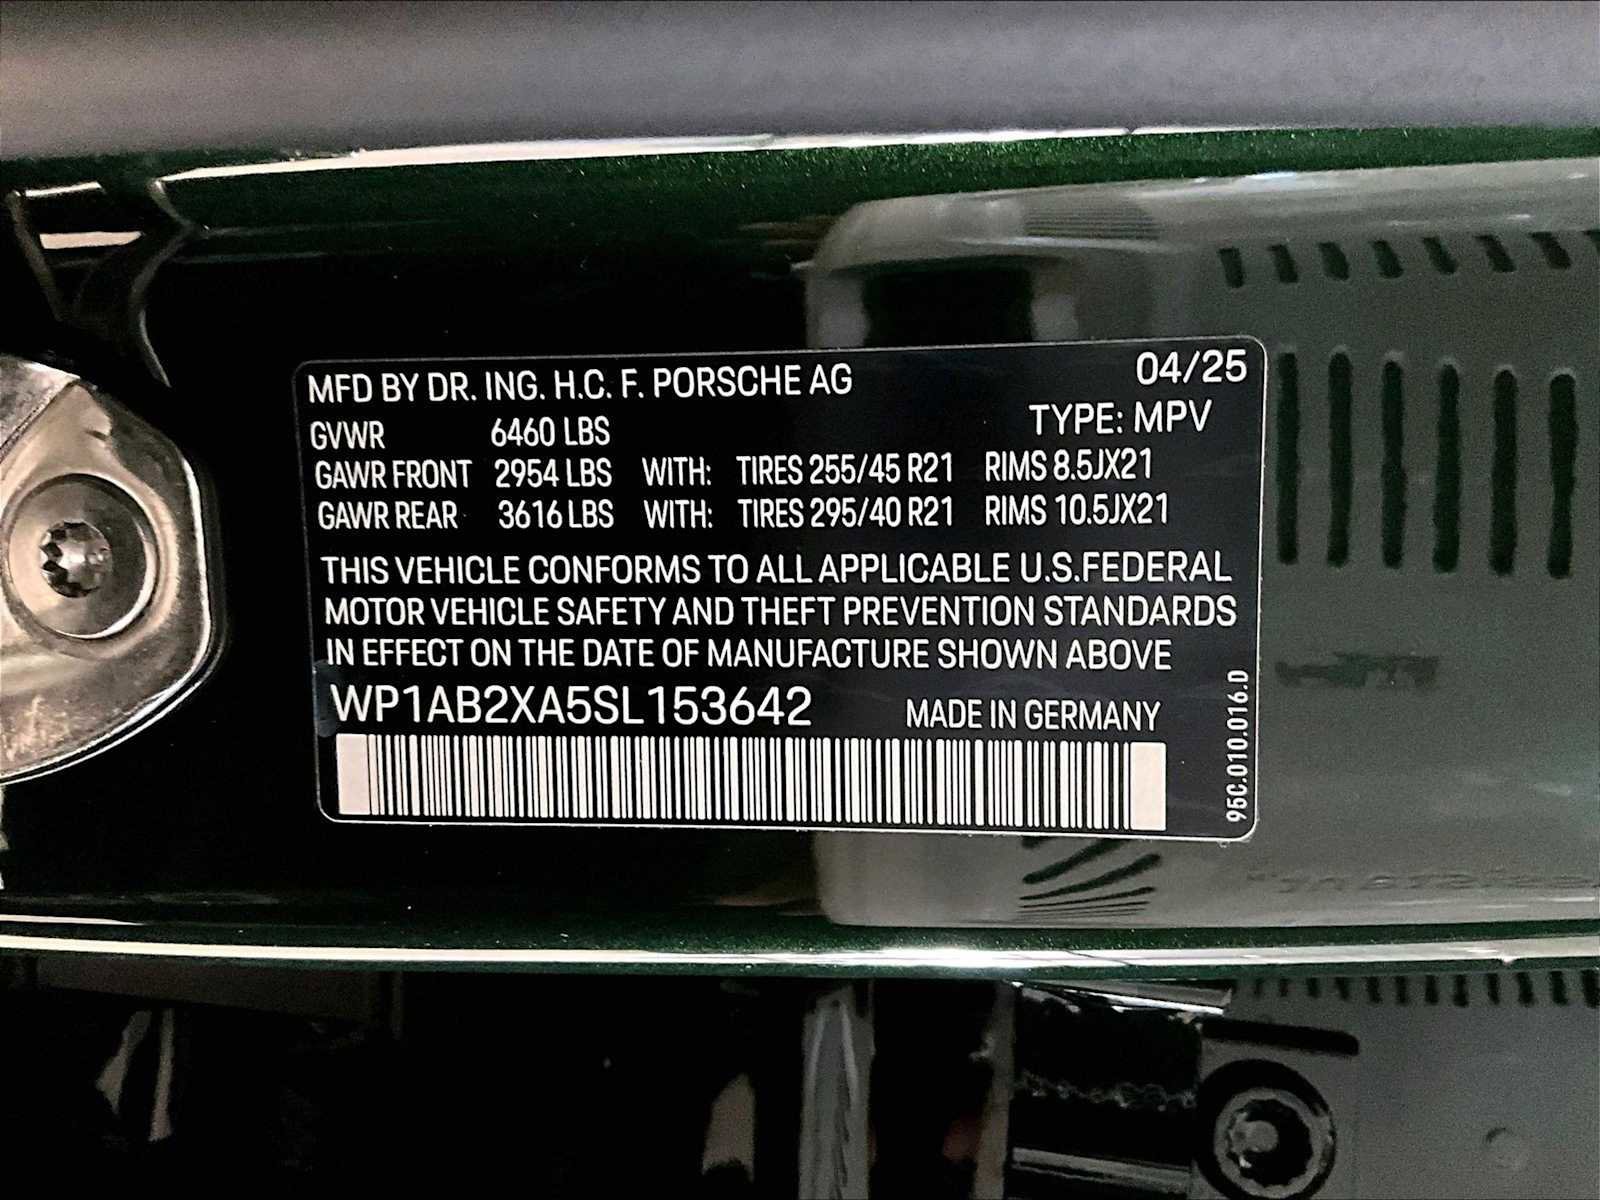 MFD BY DR. ING. H.C. F. PORSCHE AG 04/25
GVWR 6460 LBS TYPE: MPV
GAWR FRONT 2954 LBS WITH: TIRES 255/45 R21 RIMS 8.5JX21
GAWR REAR 3616 LBS WITH: TIRES 295/40 R21 RIMS 10.5JX21
THIS VEHICLE CONFORMS TO ALL APPLICABLE U.S.FEDERAL
MOTOR VEHICLE SAFETY AND THEFT PREVENTION STANDARDS
IN EFFECT ON THE DATE OF MANUFACTURE SHOWN ABOVE
WP1AB2XA5SL153642 MADE IN GERMANY
95C.010.016.D